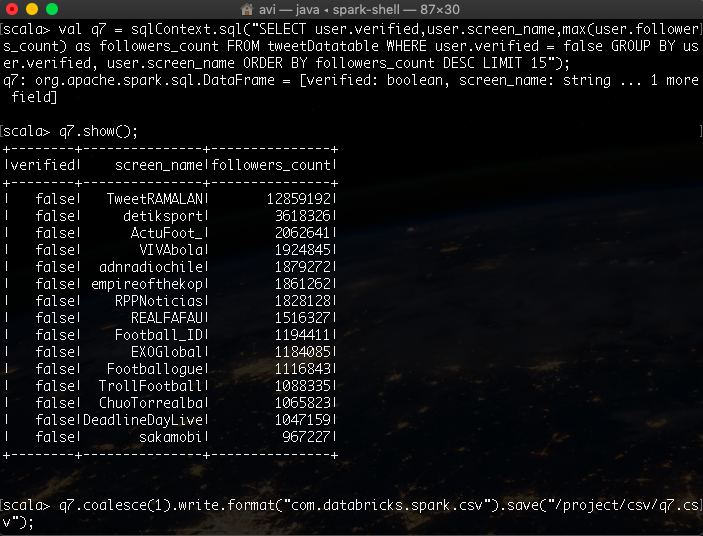 avi — java ◂ spark-shell — 87×30
[scala> val q7 = sqlContext.sql("SELECT user.verified,user.screen_name,max(user.follower]
s_count) as followers_count FROM tweetDatatable WHERE user.verified = false GROUP BY us
er.verified, user.screen_name ORDER BY followers_count DESC LIMIT 15");
q7: org.apache.spark.sql.DataFrame = [verified: boolean, screen_name: string ... 1 more
 field]
[scala> q7.show(); ]
+--------+---------------+---------------+
|verified|    screen_name|followers_count|
+--------+---------------+---------------+
|   false|   TweetRAMALAN|       12859192|
|   false|     detiksport|        3618326|
|   false|      ActuFoot_|        2062641|
|   false|       VIVAbola|        1924845|
|   false|  adnradiochile|        1879272|
|   false| empireofthekop|        1861262|
|   false|    RPPNoticias|        1828128|
|   false|     REALFAFAU|        1516327|
|   false|    Football_ID|        1194411|
|   false|      EXOGlobal|        1184085|
|   false|   Footballogue|        1116843|
|   false|  TrollFootball|        1088335|
|   false|  ChuoTorrealba|        1065823|
|   false|DeadlineDayLive|        1047159|
|   false|       sakamobi|         967227|
+--------+---------------+---------------+
[scala> q7.coalesce(1).write.format("com.databricks.spark.csv").save("/project/csv/q7.cs]
v");